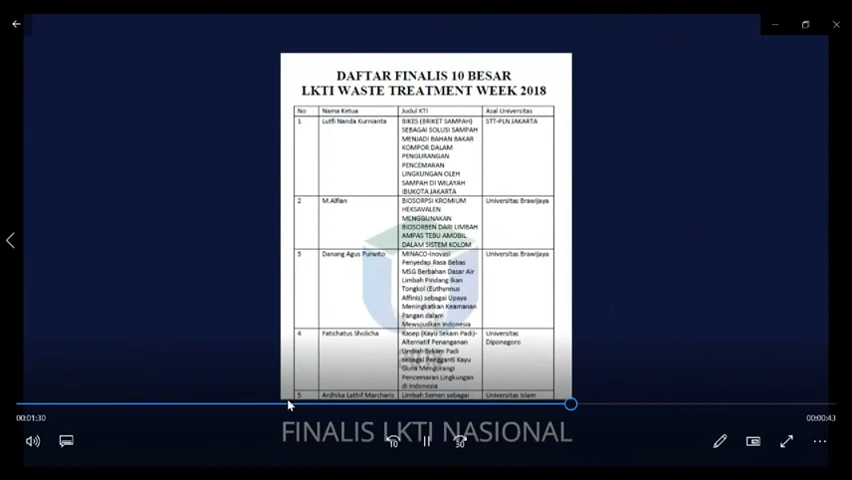 DAFTAR FINALIS 10 BESAR
LKTI WASTE TREATMENT WEEK 2018
No Nama Ketua Judul KTI Asal Universitas
1 Lutfi Nanda Kurnianta BIKES (BRIKET SAMPAH) STT-PLN JAKARTA
SEBAGAI SOLUSI SAMPAH
MENJADI BAHAN BAKAR
KOMPOR DALAM
PENGURANGAN
PENCEMARAN
LINGKUNGAN OLEH
SAMPAH DI WILAYAH
IBUKOTA JAKARTA
2 M.Alfian BIOSORPSI KROMIUM Universitas Brawijaya
HEKSAVALEN
MENGGUNAKAN
BIOSORBEN DARI LIMBAH
AMPAS TEBU AMOBIL
DALAM SISTEM KOLOM
3 Danang Agus Purwito MINACO-Inovasi Universitas Brawijaya
Penyedap Rasa Bebas
MSG Berbahan Dasar Air
Limbah Pindang Ikan
Tongkol (Euthynnus
Affinis) sebagai Upaya
Meningkatkan Keamanan
Pangan dalam
Mewujudkan Indonesia
4 Fatichatus Sholicha Kasep (Kayu Sekam Padi)- Universitas
Alternatif Penanganan Diponegoro
Limbah Sekam Padi
sebagai Pengganti Kayu
Guna Mengurangi
Pencemaran Lingkungan
di Indonesia
5 Ardhika Lathif Marcharis Limbah Semen sebagai Universitas Islam
00:01:30
00:00:43
FINALIS LKTI NASIONAL
10
30